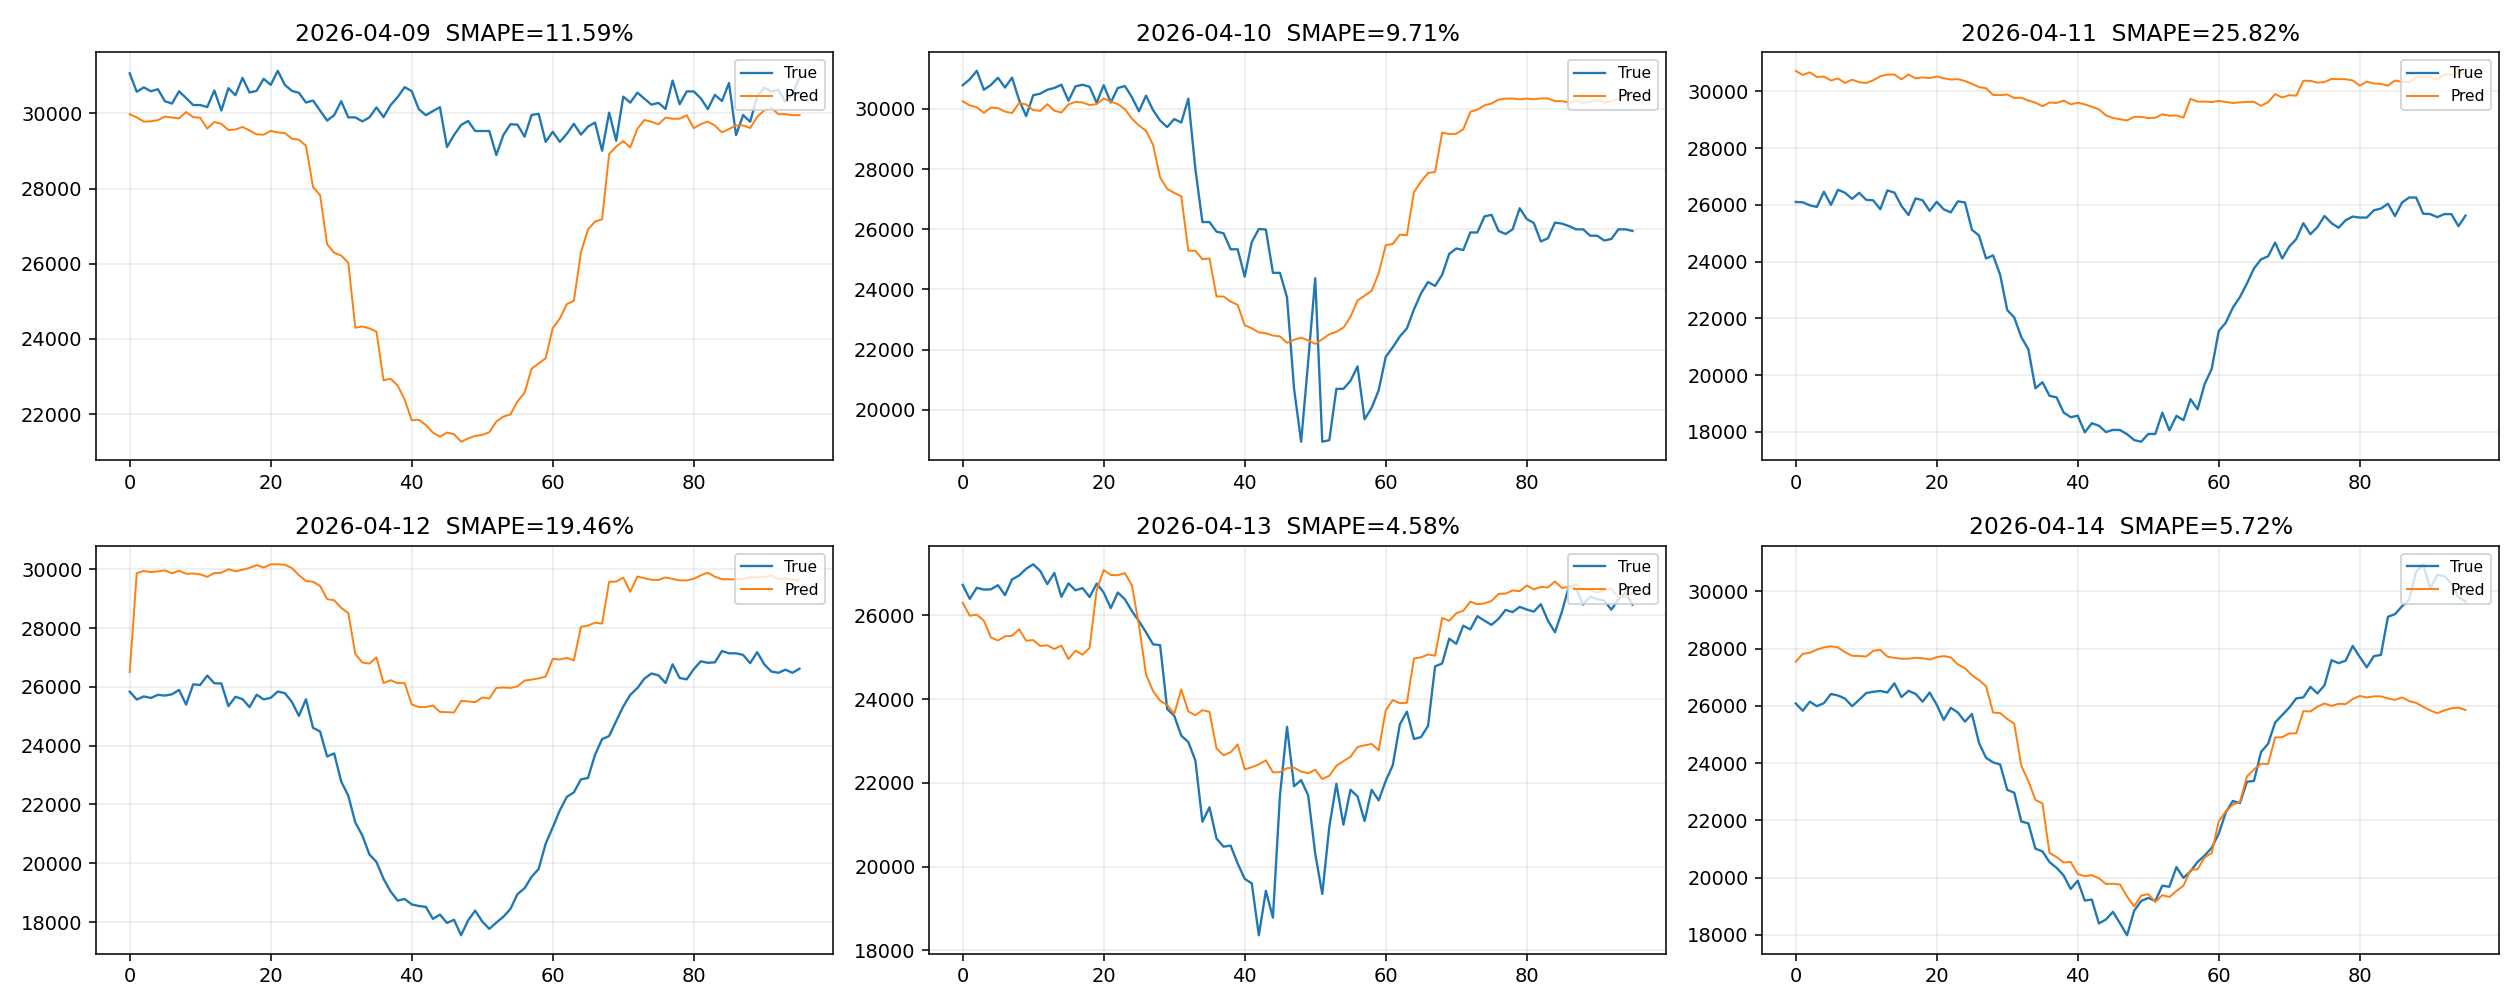 2026-04-09  SMAPE=11.59%
True
Pred
30000
28000
26000
24000
22000
0 20 40 60 80
2026-04-10  SMAPE=9.71%
True
Pred
30000
28000
26000
24000
22000
20000
0 20 40 60 80
2026-04-11  SMAPE=25.82%
True
Pred
30000
28000
26000
24000
22000
20000
18000
0 20 40 60 80
2026-04-12  SMAPE=19.46%
True
Pred
30000
28000
26000
24000
22000
20000
18000
0 20 40 60 80
2026-04-13  SMAPE=4.58%
True
Pred
26000
24000
22000
20000
18000
0 20 40 60 80
2026-04-14  SMAPE=5.72%
True
Pred
30000
28000
26000
24000
22000
20000
18000
0 20 40 60 80